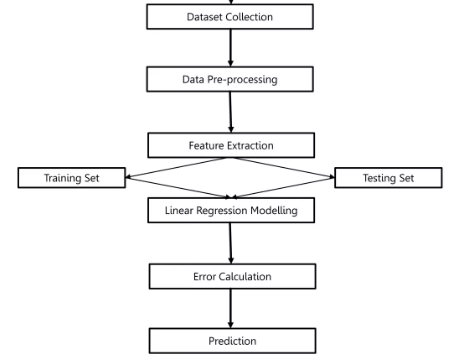 Dataset Collection
Data Pre-processing
Feature Extraction
Training Set
Testing Set
Linear Regression Modelling
Error Calculation
Prediction